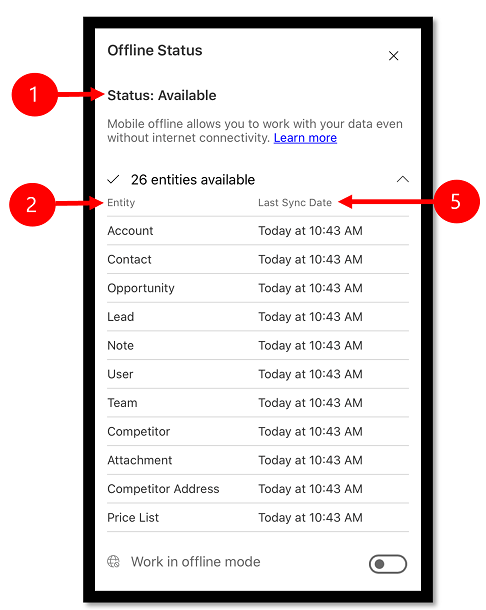 Offline Status
1
Status: Available
Mobile offline allows you to work with your data even
without internet connectivity. Learn more
26 entities available
2
Entity Last Sync Date
5
Account Today at 10:43 AM
Contact Today at 10:43 AM
Opportunity Today at 10:43 AM
Lead Today at 10:43 AM
Note Today at 10:43 AM
User Today at 10:43 AM
Team Today at 10:43 AM
Competitor Today at 10:43 AM
Attachment Today at 10:43 AM
Competitor Address Today at 10:43 AM
Price List Today at 10:43 AM
Work in offline mode